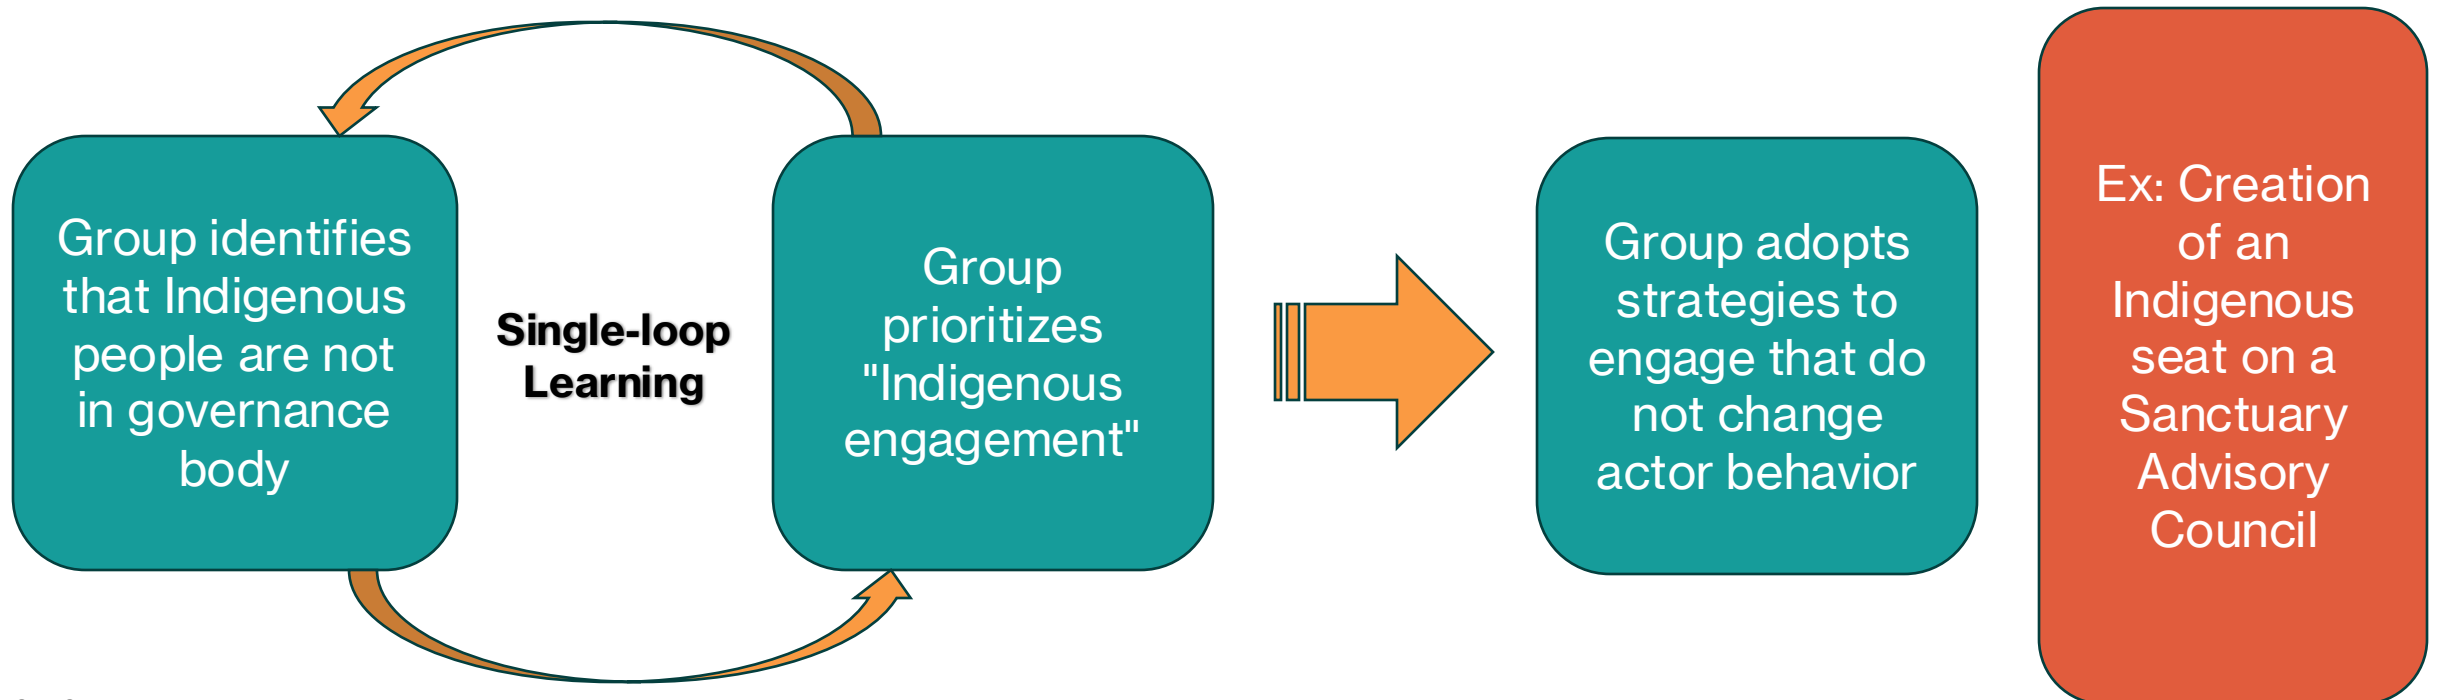 Group identifies
that Indigenous
people are not
in governance
body
Single-loop
Learning
Group
prioritizes
"Indigenous
engagement"
Group adopts
strategies to
engage that do
not change
actor behavior
Ex: Creation
of an
Indigenous
seat on a
Sanctuary
Advisory
Council